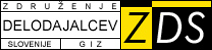 ZDRUŽENJE
DELODAJALCEV
SLOVENIJE GIZ
ZDS